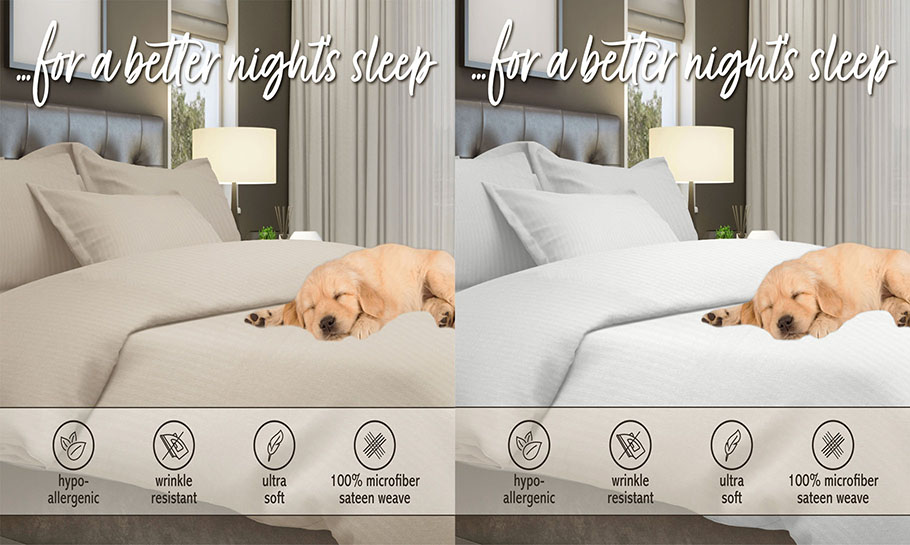 ...for a better night's sleep
hypo-
allergenic
wrinkle
resistant
ultra
soft
100% microfiber
sateen weave
...for a better night's sleep
hypo-
allergenic
wrinkle
resistant
ultra
soft
100% microfiber
sateen weave